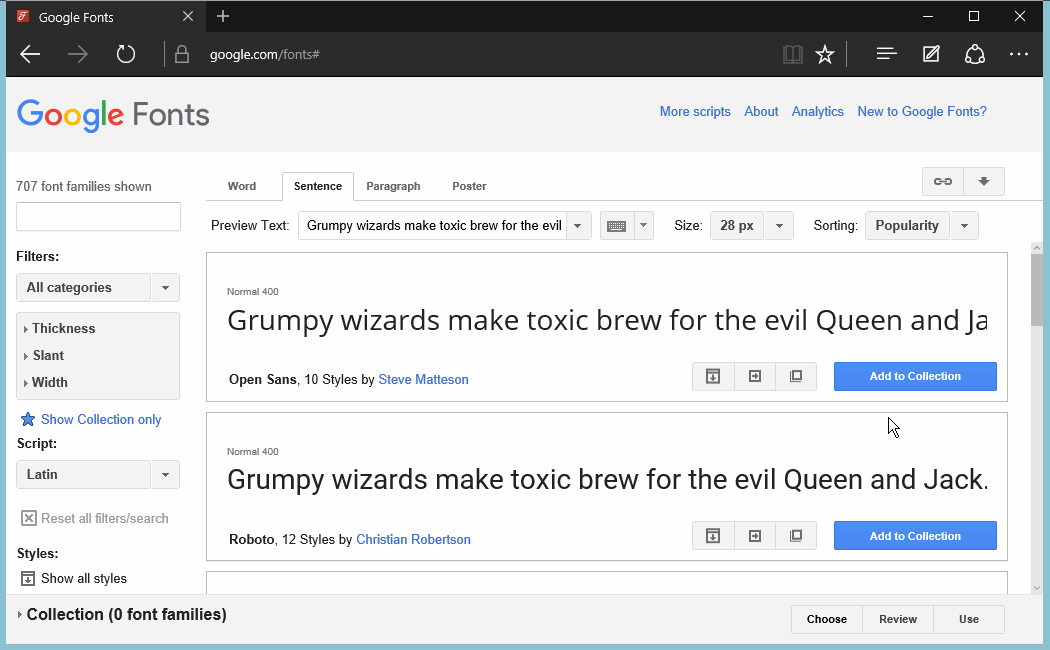 Google Fonts
google.com/fonts#
Google Fonts
More scripts About Analytics New to Google Fonts?
707 font families shown
Word Sentence Paragraph Poster
Preview Text: Grumpy wizards make toxic brew for the evil Size: 28 px Sorting: Popularity
Filters:
All categories
Thickness
Slant
Width
Show Collection only
Script:
Latin
Reset all filters/search
Styles:
Show all styles
Normal 400
Grumpy wizards make toxic brew for the evil Queen and Ja
Open Sans, 10 Styles by Steve Matteson
Add to Collection
Normal 400
Grumpy wizards make toxic brew for the evil Queen and Jack.
Roboto, 12 Styles by Christian Robertson
Add to Collection
Collection (0 font families)
Choose Review Use